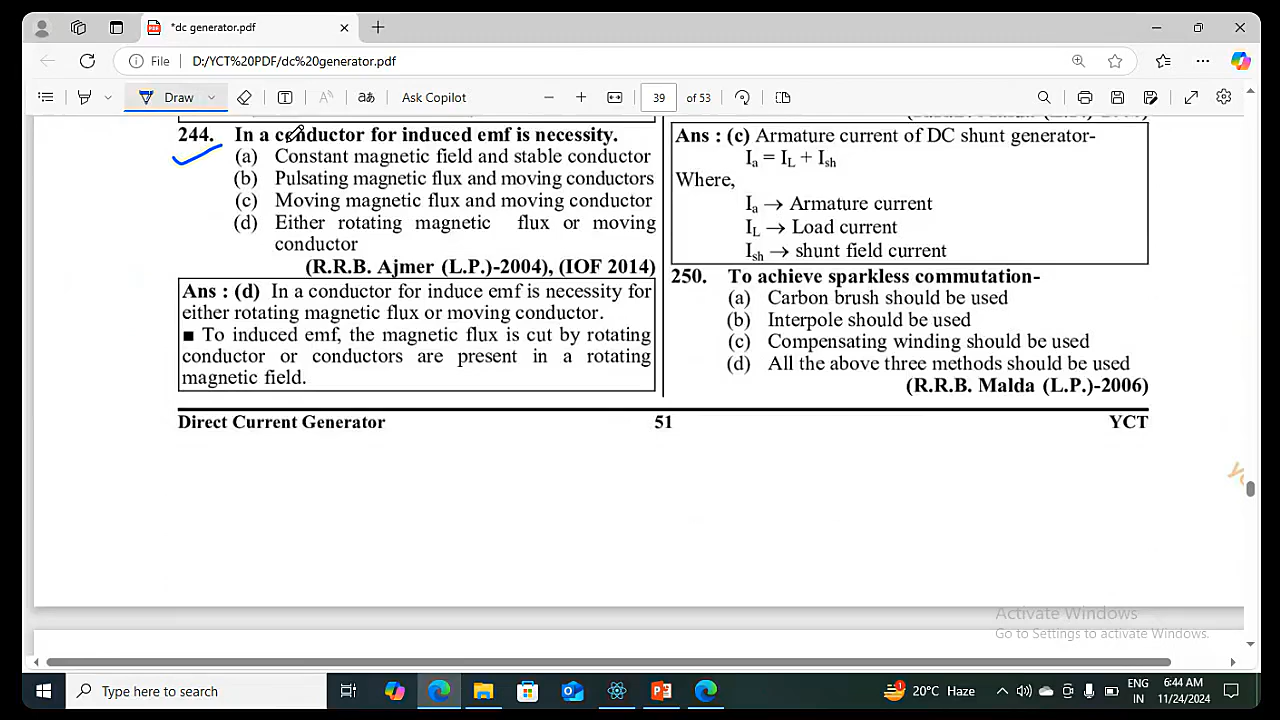 *dc generator.pdf
File
D:/YCT%20PDF/dc%20generator.pdf
Draw
Ask Copilot
39
of 53
244. In a conductor for induced emf is necessity.
(a) Constant magnetic field and stable conductor
(b) Pulsating magnetic flux and moving conductors
(c) Moving magnetic flux and moving conductor
(d) Either rotating magnetic flux or moving
conductor
(R.R.B. Ajmer (L.P.)-2004), (IOF 2014)
Ans : (d) In a conductor for induce emf is necessity for
either rotating magnetic flux or moving conductor.
■ To induced emf, the magnetic flux is cut by rotating
conductor or conductors are present in a rotating
magnetic field.
Ans : (c) Armature current of DC shunt generator-
Ia = IL + Ish
Where,
Ia → Armature current
IL → Load current
Ish → shunt field current
250. To achieve sparkless commutation-
(a) Carbon brush should be used
(b) Interpole should be used
(c) Compensating winding should be used
(d) All the above three methods should be used
(R.R.B. Malda (L.P.)-2006)
Direct Current Generator
51
YCT
Activate Windows
Go to Settings to activate Windows.
Type here to search
20°C Haze
ENG
IN
6:44 AM
11/24/2024